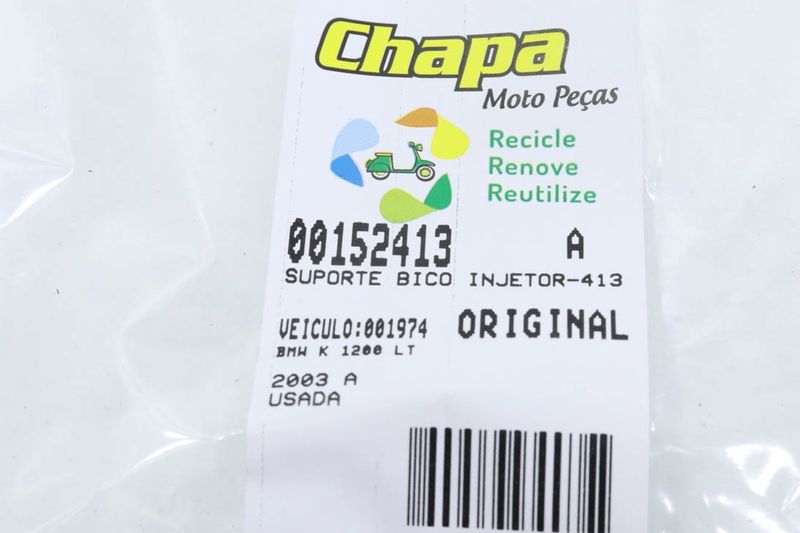 Chapa
Moto Peças
Recicle
Renove
Reutilize
00152413 A
SUPORTE BICO INJETOR-413
VEICULO:001974 ORIGINAL
BMW K 1200 LT
2003 A
USADA